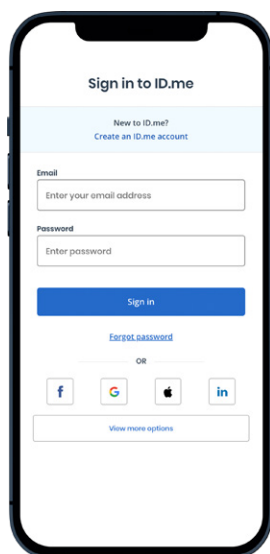 Sign in to ID.me
New to ID.me?
Create an ID.me account
Email
Enter your email address
Password
Enter password
Sign in
Forgot password
OR
f G in
View more options